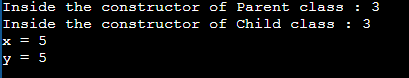 Inside the constructor of Parent class : 3
Inside the constructor of Child class : 3
x = 5
y = 5